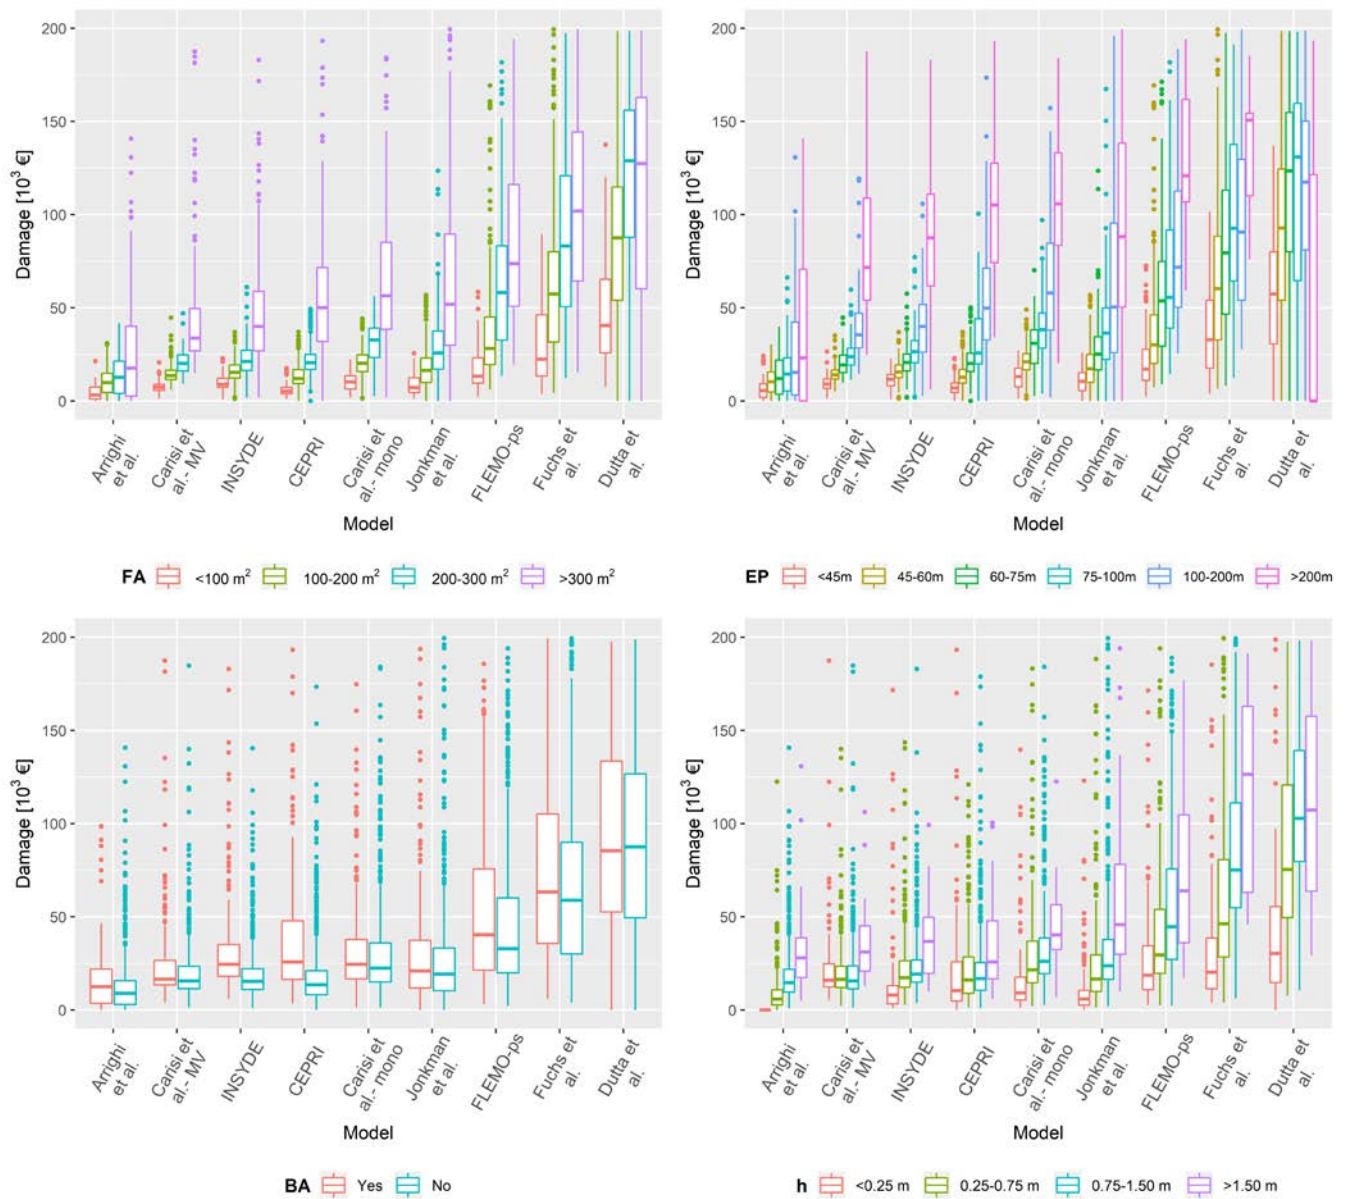 Damage [10³ €]
200
150
100
50
0
Arrighi
et al.
Carisi et
al.- MV
INSYDE
CEPRI
Carisi et
al.- mono
Jonkman
et al.
FLEMO-ps
Fuchs et
al.
Dutta et
al.
Model
FA <100 m² 100-200 m² 200-300 m² >300 m²
Damage [10³ €]
200
150
100
50
0
Arrighi
et al.
Carisi et
al.- MV
INSYDE
CEPRI
Carisi et
al.- mono
Jonkman
et al.
FLEMO-ps
Fuchs et
al.
Dutta et
al.
Model
EP <45m 45-60m 60-75m 75-100m 100-200m >200m
Damage [10³ €]
200
150
100
50
0
Arrighi
et al.
Carisi et
al.- MV
INSYDE
CEPRI
Carisi et
al.- mono
Jonkman
et al.
FLEMO-ps
Fuchs et
al.
Dutta et
al.
Model
BA Yes No
Damage [10³ €]
200
150
100
50
0
Arrighi
et al.
Carisi et
al.- MV
INSYDE
CEPRI
Carisi et
al.- mono
Jonkman
et al.
FLEMO-ps
Fuchs et
al.
Dutta et
al.
Model
h <0.25 m 0.25-0.75 m 0.75-1.50 m >1.50 m